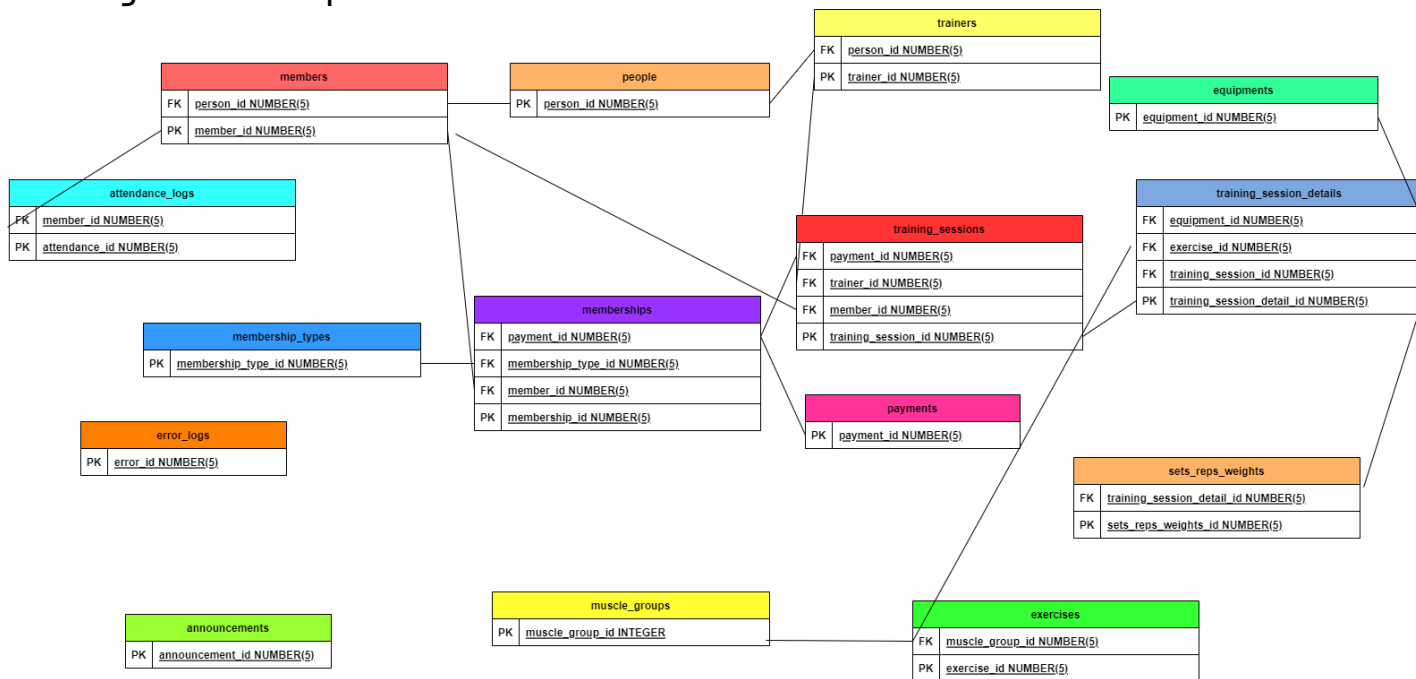 trainers
FK person_id NUMBER(5)
PK trainer_id NUMBER(5)
members
FK person_id NUMBER(5)
PK member_id NUMBER(5)
people
PK person_id NUMBER(5)
equipments
PK equipment_id NUMBER(5)
attendance_logs
FK member_id NUMBER(5)
PK attendance_id NUMBER(5)
training_session_details
FK equipment_id NUMBER(5)
FK exercise_id NUMBER(5)
FK training_session_id NUMBER(5)
PK training_session_detail_id NUMBER(5)
training_sessions
FK payment_id NUMBER(5)
FK trainer_id NUMBER(5)
FK member_id NUMBER(5)
PK training_session_id NUMBER(5)
memberships
FK payment_id NUMBER(5)
FK membership_type_id NUMBER(5)
FK member_id NUMBER(5)
PK membership_id NUMBER(5)
membership_types
PK membership_type_id NUMBER(5)
payments
PK payment_id NUMBER(5)
error_logs
PK error_id NUMBER(5)
sets_reps_weights
FK training_session_detail_id NUMBER(5)
PK sets_reps_weights_id NUMBER(5)
muscle_groups
PK muscle_group_id INTEGER
exercises
FK muscle_group_id NUMBER(5)
PK exercise_id NUMBER(5)
announcements
PK announcement_id NUMBER(5)